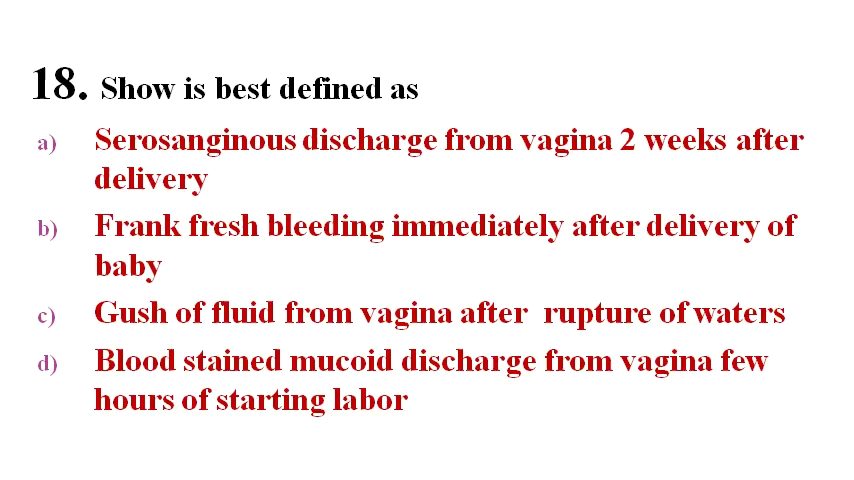 18. Show is best defined as
a) Serosanginous discharge from vagina 2 weeks after
delivery
b) Frank fresh bleeding immediately after delivery of
baby
c) Gush of fluid from vagina after rupture of waters
d) Blood stained mucoid discharge from vagina few
hours of starting labor